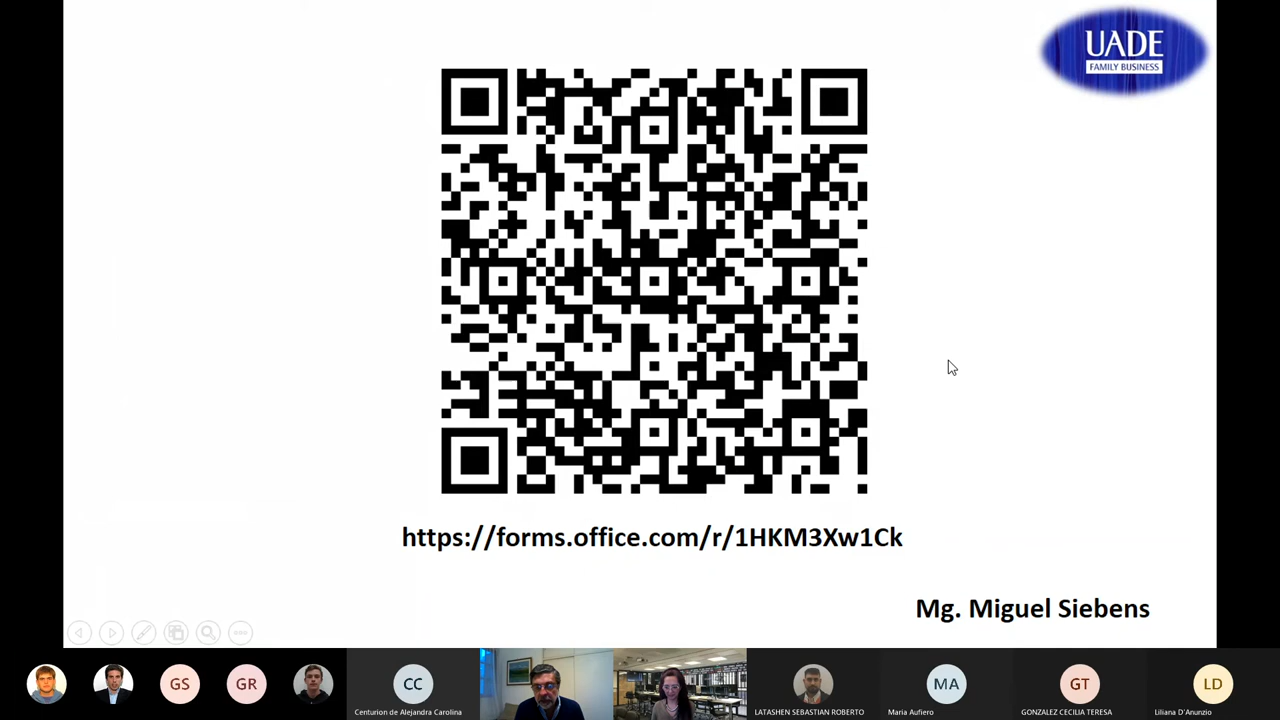 UADE
FAMILY BUSINESS
https://forms.office.com/r/1HKM3Xw1Ck
Mg. Miguel Siebens
GS
GR
CC
Centurion de Alejandra Carolina
LATASHEN SEBASTIAN ROBERTO
MA
Maria Aufiero
GT
GONZALEZ CECILIA TERESA
LD
Liliana D'Anunzio